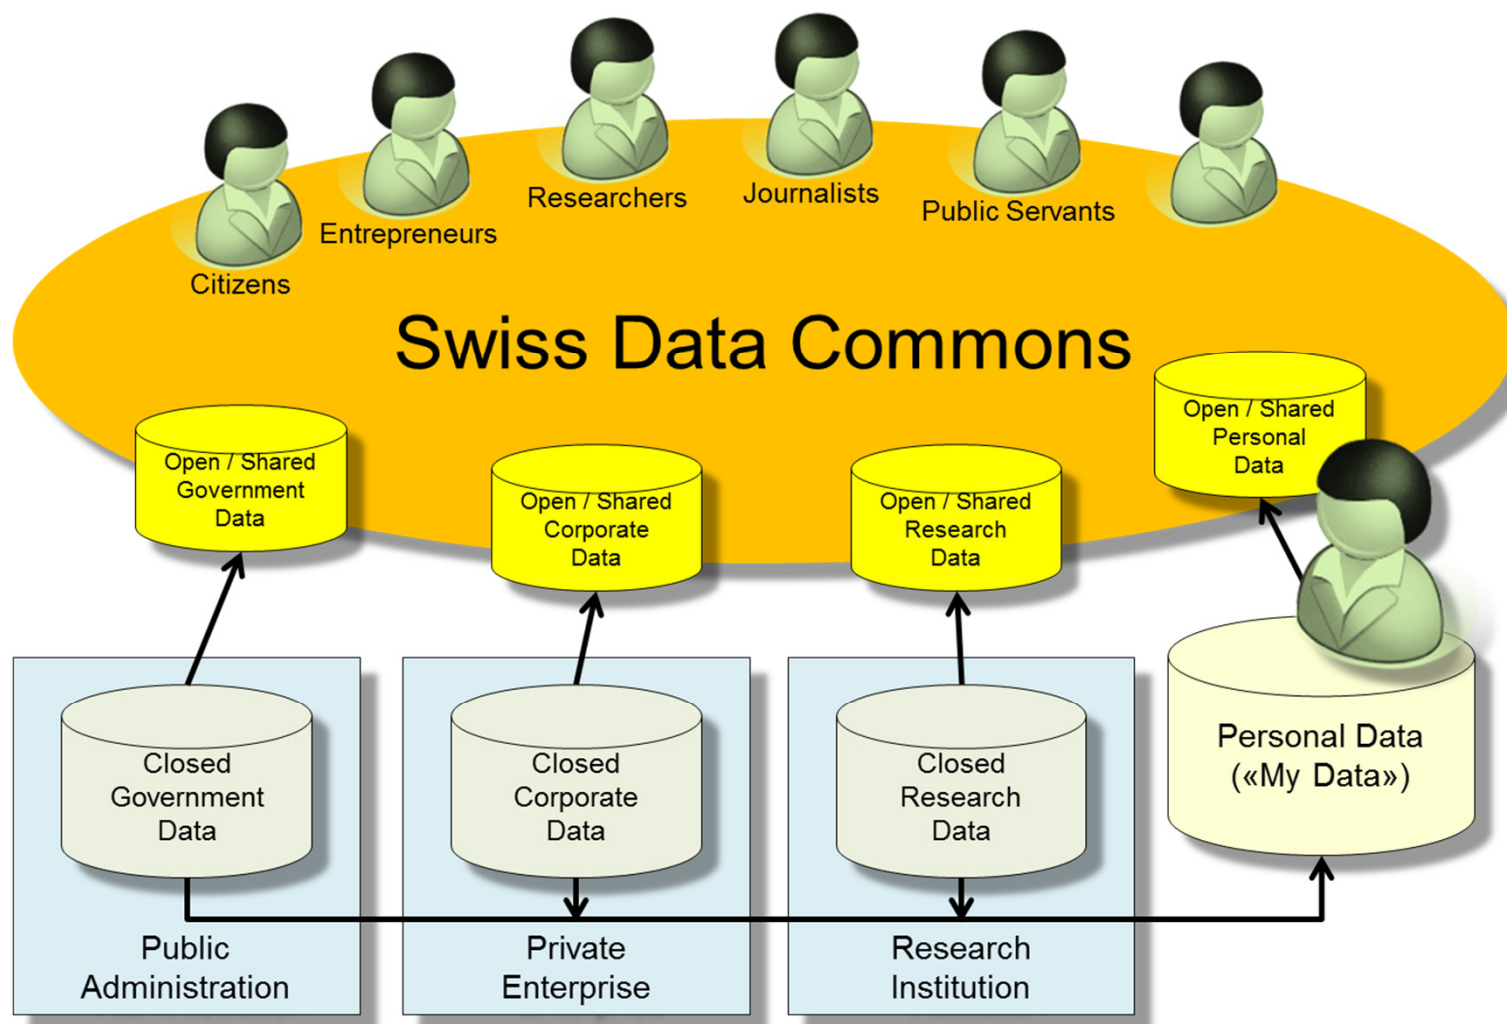 Researchers
Journalists
Public Servants
Entrepreneurs
Citizens
Swiss Data Commons
Open / Shared
Government
Data
Open / Shared
Corporate
Data
Open / Shared
Research
Data
Open / Shared
Personal
Data
Closed
Government
Data
Closed
Corporate
Data
Closed
Research
Data
Personal Data
(«My Data»)
Public
Administration
Private
Enterprise
Research
Institution